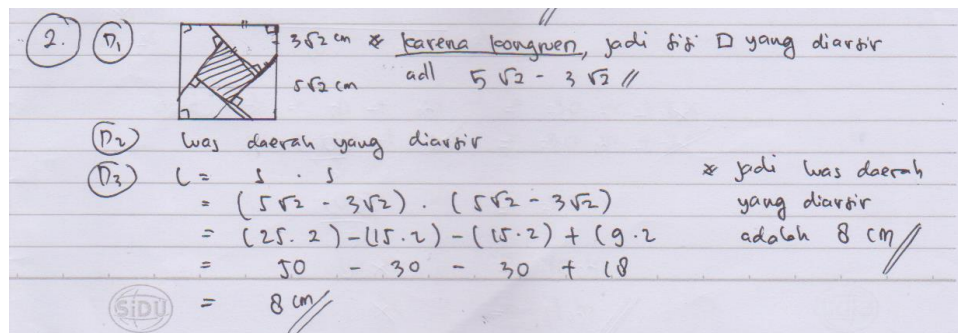 2. D1 3√2 cm * karena kongruen, jadi sisi □ yang diarsir
5√2 cm adl 5√2 - 3√2 //
D2 luas daerah yang diarsir
D3 L = s . s * jadi luas daerah
= (5√2 - 3√2) . (5√2 - 3√2) yang diarsir
= (25.2) - (15.2) - (15.2) + (9.2 adalah 8 cm //
= 50 - 30 - 30 + 18
= 8 cm //
SiDU